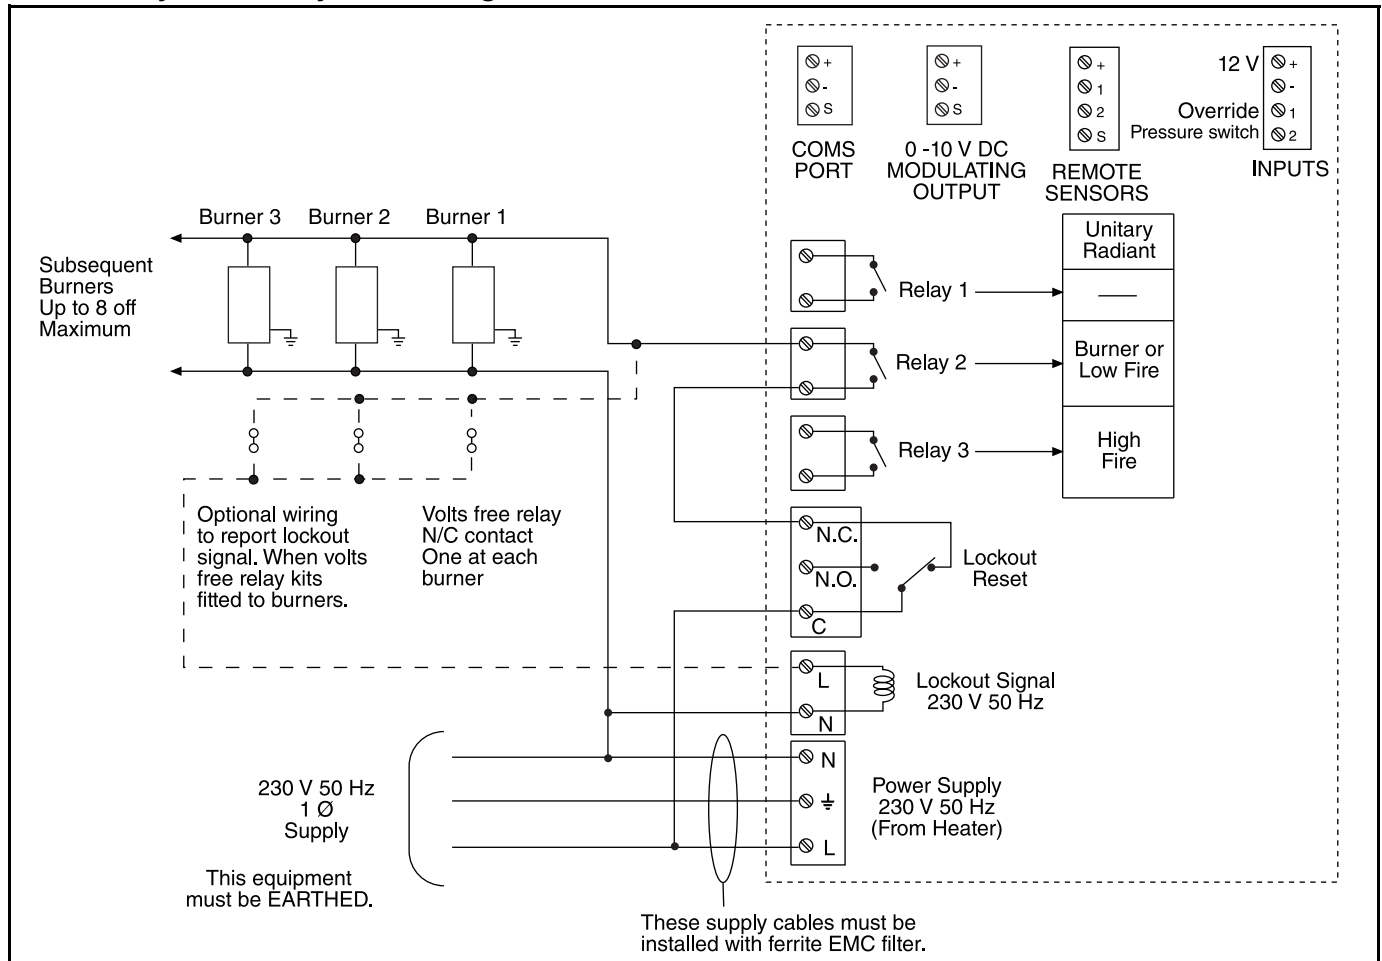 +
-
S
COMS
PORT
+
-
S
0 -10 V DC
MODULATING
OUTPUT
+
1
2
S
REMOTE
SENSORS
12 V
+
-
Override
1
Pressure switch
2
INPUTS
Burner 3
Burner 2
Burner 1
Subsequent
Burners
Up to 8 off
Maximum
Unitary
Radiant
Relay 1
Relay 2
Burner or
Low Fire
Relay 3
High
Fire
Optional wiring
to report lockout
signal. When volts
free relay kits
fitted to burners.
Volts free relay
N/C contact
One at each
burner
N.C.
N.O.
C
Lockout
Reset
L
N
Lockout Signal
230 V 50 Hz
230 V 50 Hz
1 Ø
Supply
N
L
Power Supply
230 V 50 Hz
(From Heater)
This equipment
must be EARTHED.
These supply cables must be
installed with ferrite EMC filter.